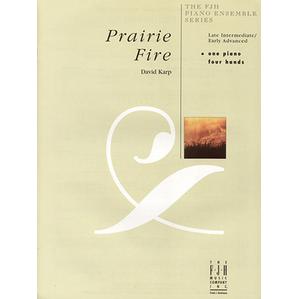 THE FJH
PIANO ENSEMBLE
SERIES
Prairie
Fire
David Karp
Late Intermediate/
Early Advanced
• one piano
four hands
THE
FJH
MUSIC
COMPANY
INC.